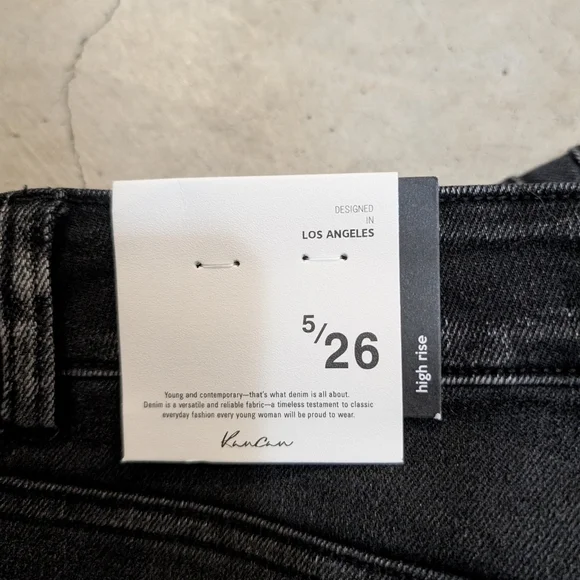 DESIGNED
IN
LOS ANGELES
5/26
high rise
Young and contemporary—that's what denim is all about.
Denim is a versatile and reliable fabric—a timeless testament to classic
everyday fashion every young woman will be proud to wear.
KanCan